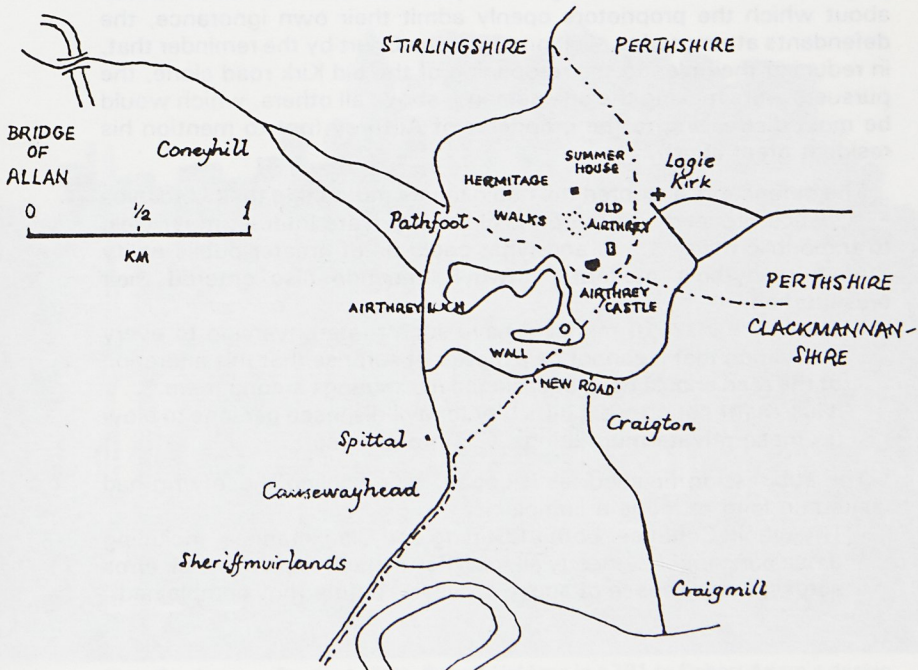 STIRLINGSHIRE
PERTHSHIRE
BRIDGE
OF
ALLAN
Coneyhill
0 ½ 1
KM
HERMITAGE
SUMMER
HOUSE
Logie
Kirk
Pathfoot
WALKS
OLD
AIRTHREY
AIRTHREY LOCH
AIRTHREY
CASTLE
PERTHSHIRE
CLACKMANNAN-
SHIRE
WALL
NEW ROAD
Craigton
Spittal
Causewayhead
Sheriffmuirlands
Craigmill